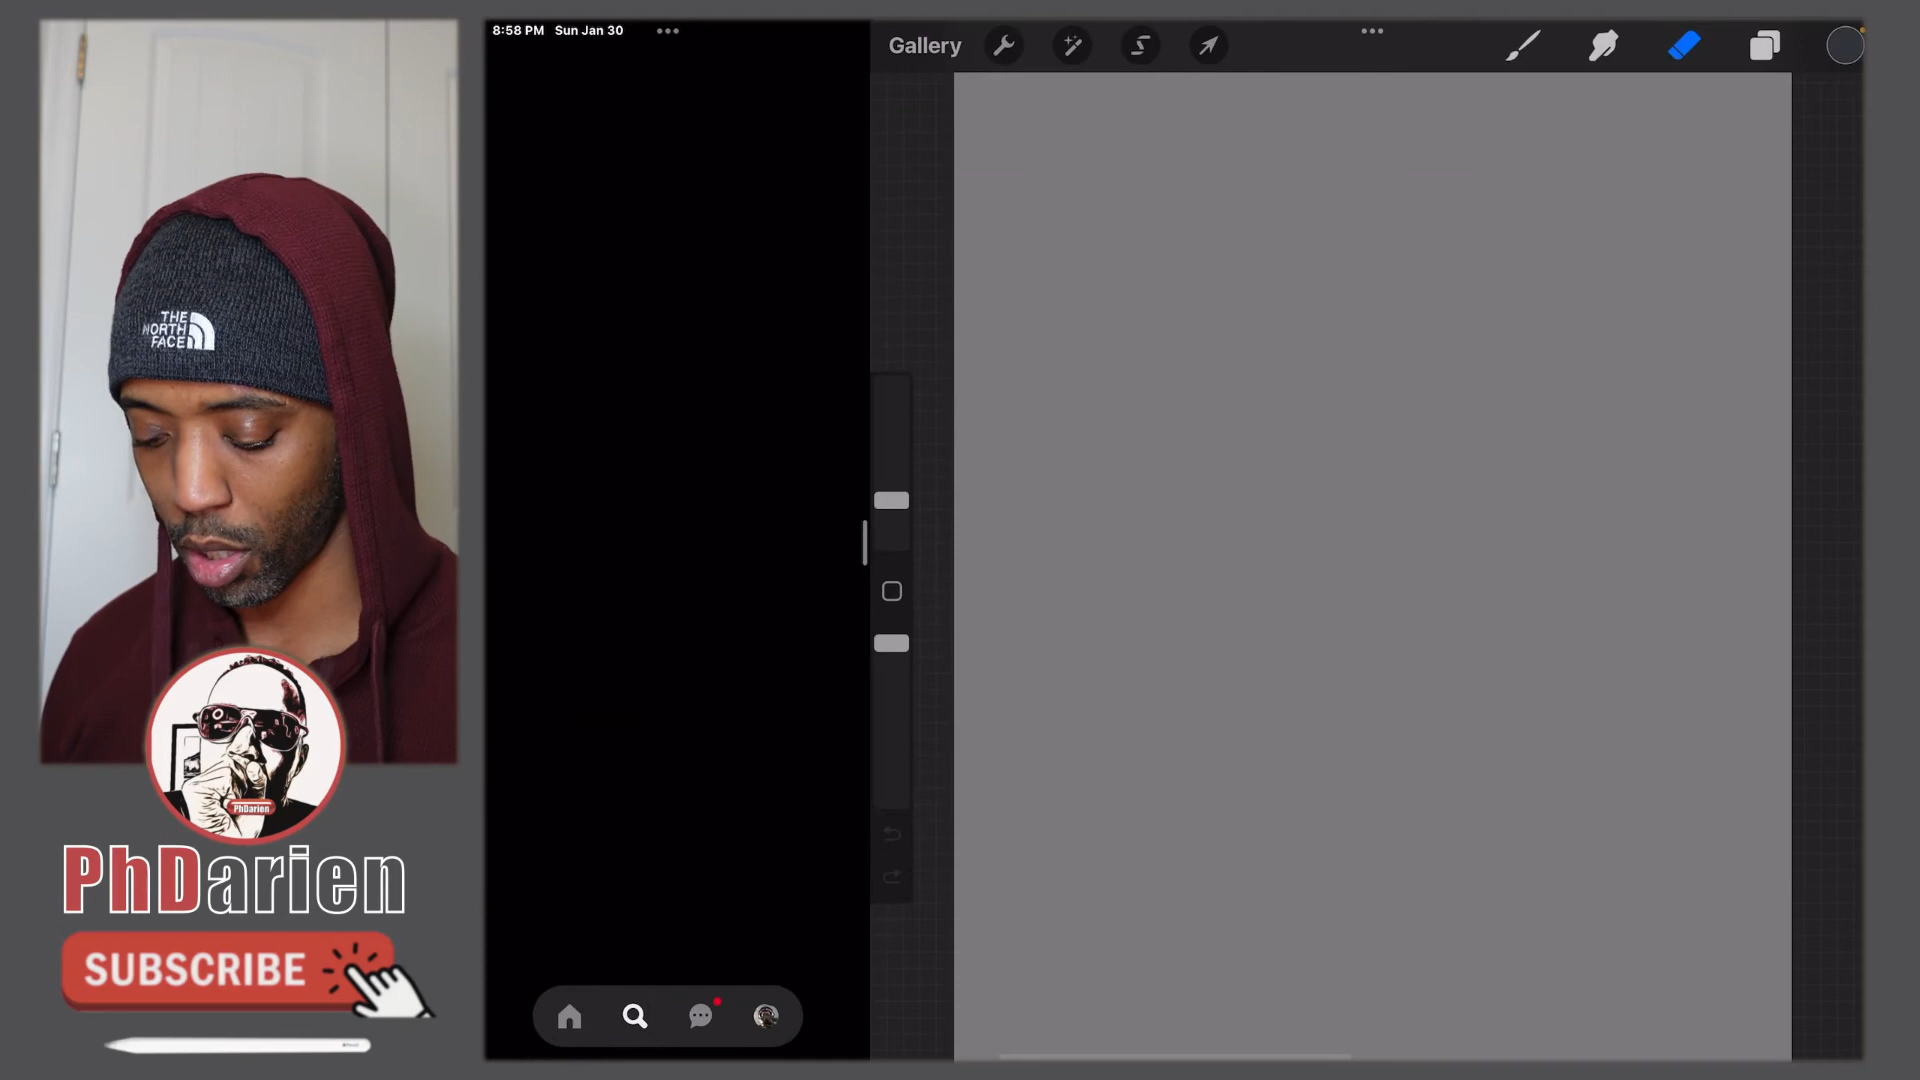 8:58 PM Sun Jan 30
Gallery
THE
NORTH
FACE
PhDarien
PhDarien
SUBSCRIBE